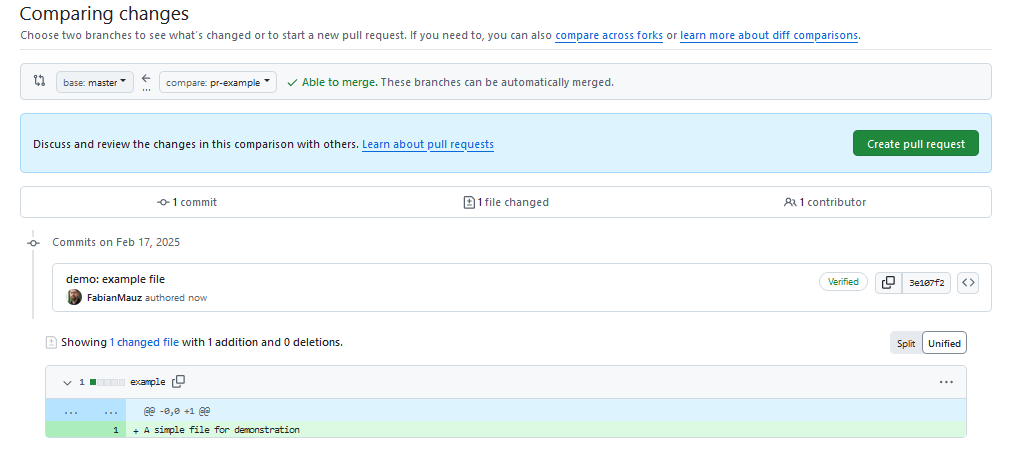 Comparing changes
Choose two branches to see what's changed or to start a new pull request. If you need to, you can also compare across forks or learn more about diff comparisons.
base: master ... compare: pr-example Able to merge. These branches can be automatically merged.
Discuss and review the changes in this comparison with others. Learn about pull requests Create pull request
1 commit 1 file changed 1 contributor
Commits on Feb 17, 2025
demo: example file
FabianMauz authored now
Verified 3e107f2
Showing 1 changed file with 1 addition and 0 deletions. Split Unified
1 example ...
... ... @@ -0,0 +1 @@
1 + A simple file for demonstration